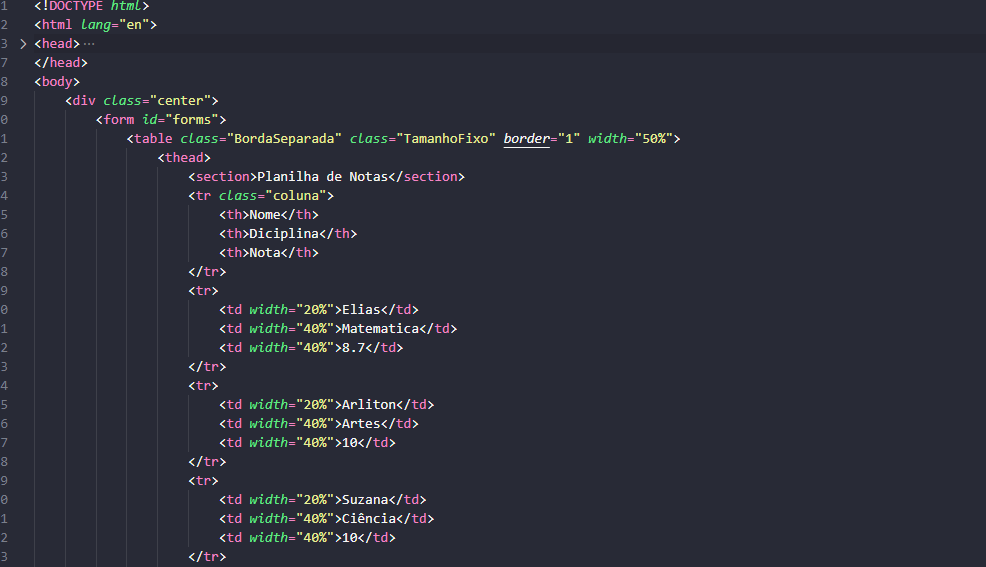 1 <!DOCTYPE html>
2 <html lang="en">
3 > <head> ···
7 </head>
8 <body>
9 <div class="center">
0 <form id="forms">
1 <table class="BordaSeparada" class="TamanhoFixo" border="1" width="50%">
2 <thead>
3 <section>Planilha de Notas</section>
4 <tr class="coluna">
5 <th>Nome</th>
6 <th>Diciplina</th>
7 <th>Nota</th>
8 </tr>
9 <tr>
0 <td width="20%">Elias</td>
1 <td width="40%">Matematica</td>
2 <td width="40%">8.7</td>
3 </tr>
4 <tr>
5 <td width="20%">Arliton</td>
6 <td width="40%">Artes</td>
7 <td width="40%">10</td>
8 </tr>
9 <tr>
0 <td width="20%">Suzana</td>
1 <td width="40%">Ciência</td>
2 <td width="40%">10</td>
3 </tr>